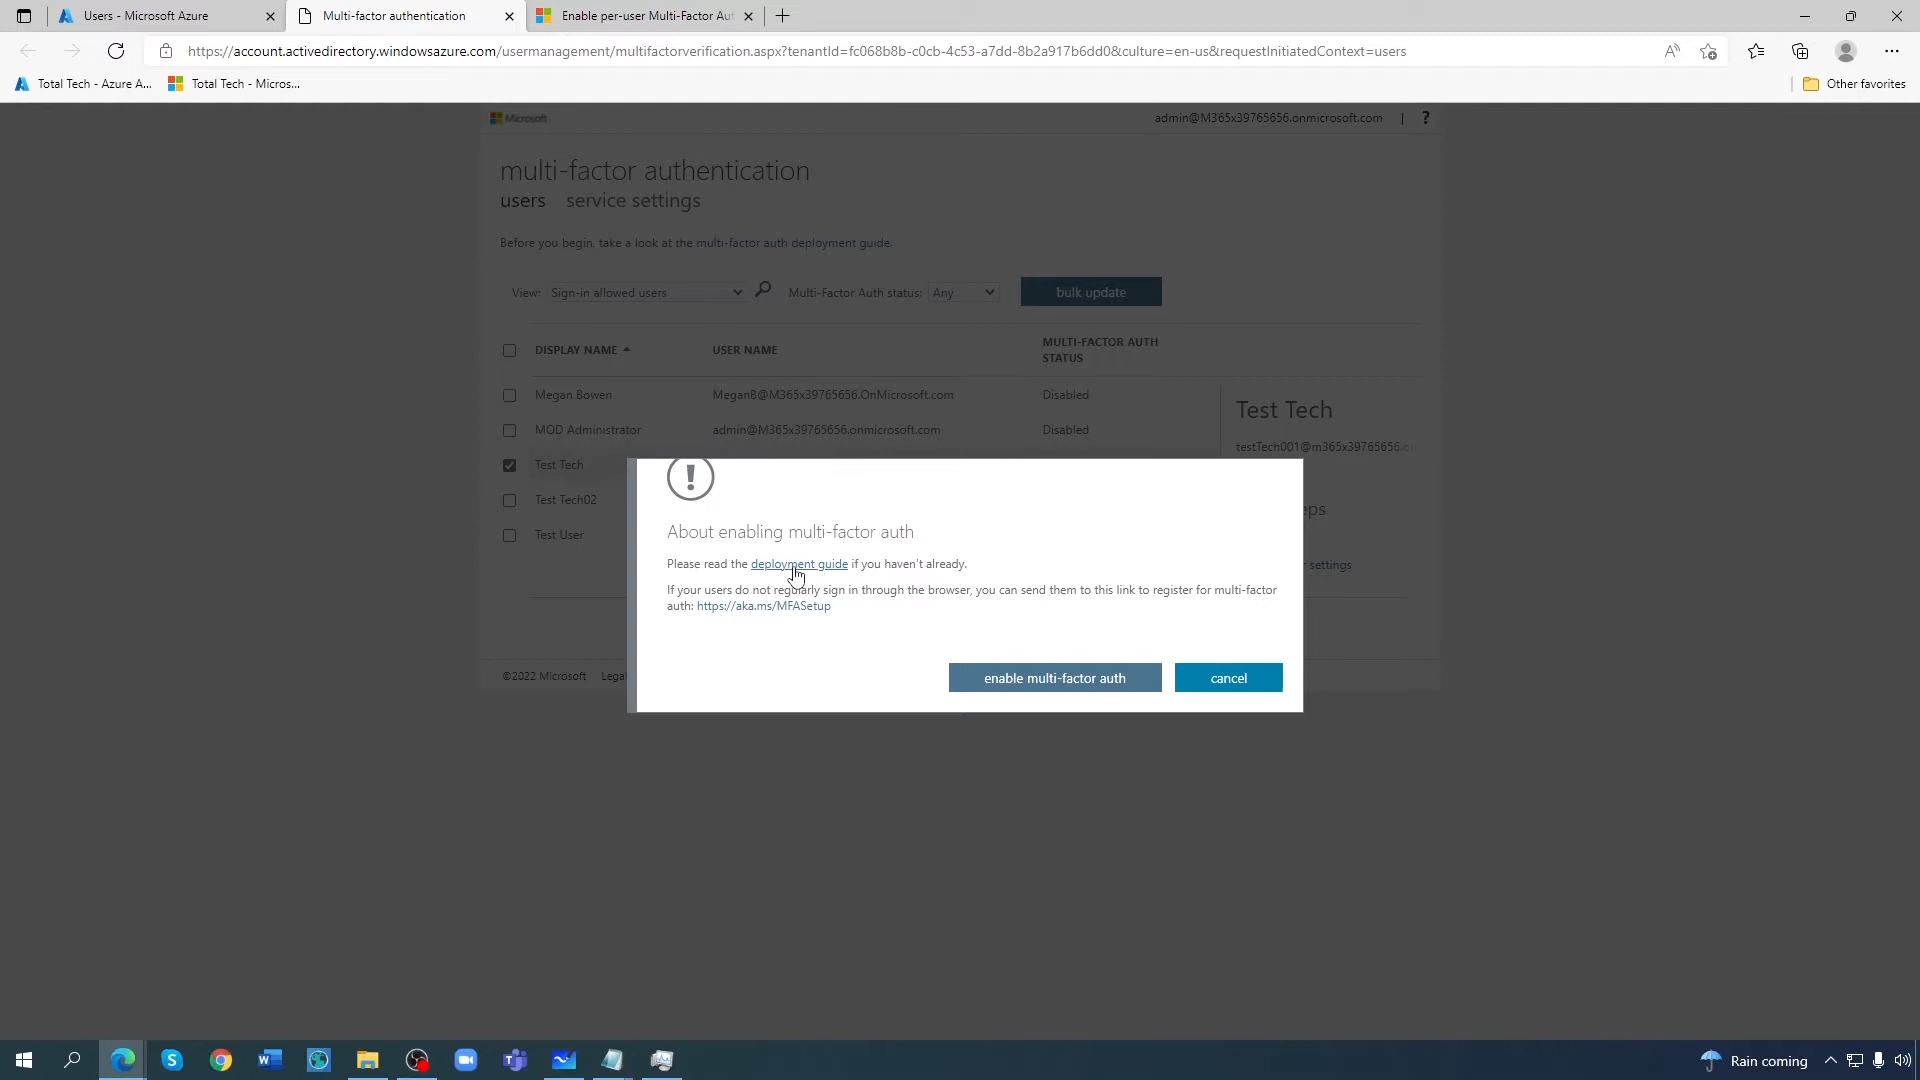 Users - Microsoft Azure
Multi-factor authentication
Enable per-user Multi-Factor Aut
https://account.activedirectory.windowsazure.com/usermanagement/multifactorverification.aspx?tenantId=fc068b8b-c0cb-4c53-a7dd-8b2a917b6dd0&culture=en-us&requestInitiatedContext=users
Total Tech - Azure A...
Total Tech - Micros...
Other favorites
Microsoft
admin@M365x39765656.onmicrosoft.com | ?
multi-factor authentication
users service settings
Before you begin, take a look at the multi-factor auth deployment guide.
View: Sign-in allowed users Multi-Factor Auth status: Any bulk update
DISPLAY NAME USER NAME MULTI-FACTOR AUTH STATUS
Megan Bowen MeganB@M365x39765656.OnMicrosoft.com Disabled
MOD Administrator admin@M365x39765656.onmicrosoft.com Disabled
Test Tech
Test Tech02
Test User
Test Tech
testTech001@m365x39765656.on
eps
settings
About enabling multi-factor auth
Please read the deployment guide if you haven't already.
If your users do not regularly sign in through the browser, you can send them to this link to register for multi-factor
auth: https://aka.ms/MFASetup
enable multi-factor auth cancel
©2022 Microsoft Legal
Rain coming